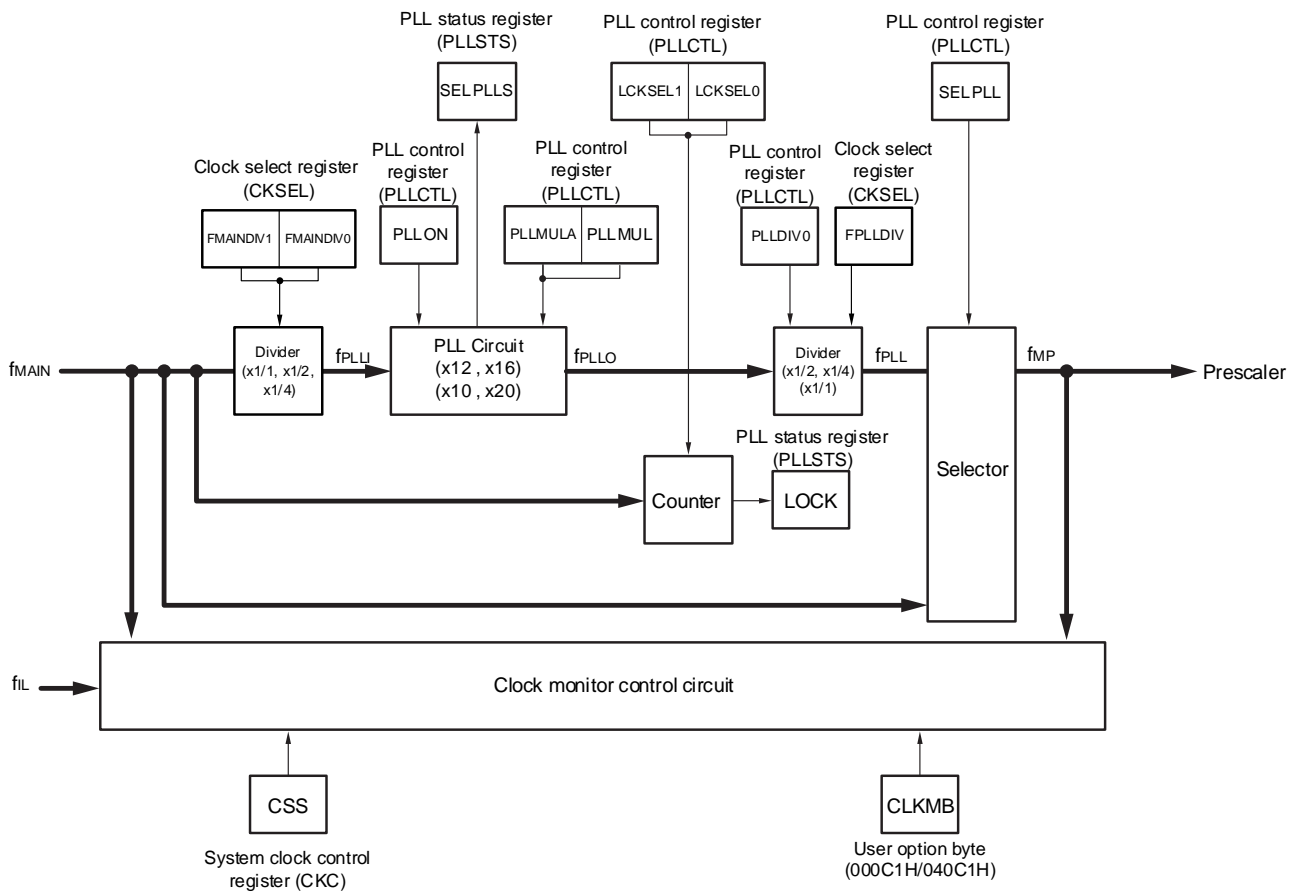 PLL status register
(PLLSTS)
SELPLLS
PLL control register
(PLLCTL)
LCKSEL1 LCKSEL0
PLL control register
(PLLCTL)
SELPLL
Clock select register
(CKSEL)
FMAINDIV1 FMAINDIV0
PLL control
register
(PLLCTL)
PLLON
PLL control
register
(PLLCTL)
PLLMULA PLLMUL
PLL control
register
(PLLCTL)
PLLDIV0
Clock select
register
(CKSEL)
FPLLDIV
fMAIN
Divider
(x1/1, x1/2,
x1/4)
fPLLI
PLL Circuit
(x12 , x16)
(x10 , x20)
fPLLO
Divider
(x1/2, x1/4)
(x1/1)
fPLL
Selector
fMP
Prescaler
Counter
PLL status register
(PLLSTS)
LOCK
fIL
Clock monitor control circuit
CSS
System clock control
register (CKC)
CLKMB
User option byte
(000C1H/040C1H)